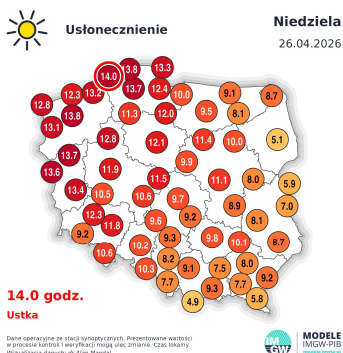 Usłonecznienie
Niedziela
26.04.2026
14.0 13.8 13.3
12.8 12.3 13.2 13.7 12.4 10.0 9.1 8.7
13.8 11.3 12.0 9.5 8.1
13.1
12.8 12.1 11.4 10.0 5.1
13.7 9.9
13.6 11.9 11.5 11.1 8.0 5.9
13.4 10.5 10.6 9.7 8.9 7.0
12.3 11.8 9.6 9.2 8.1
9.2 10.2 9.3 9.8 10.1 8.7
10.6 8.2
10.3 9.1 7.5 8.0 9.2
7.7 9.3 7.7
4.9 5.8
14.0 godz.
Ustka
Dane operacyjne ze stacji synoptycznych. Prezentowane wartości
w procesie kontroli i weryfikacji mogą ulec zmianie. Czas lokalny.
IM
GW
MODELE
IMGW-PIB